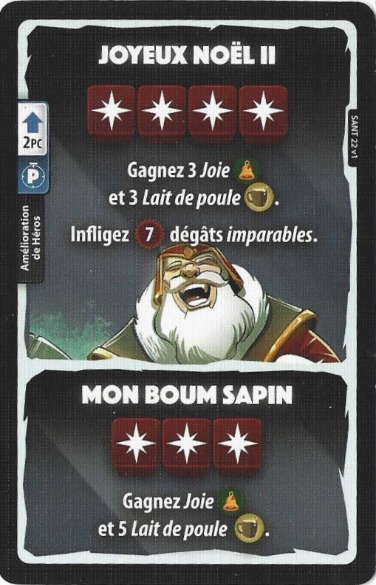 JOYEUX NOËL II
2PC
P
Amélioration
de Héros
SANT 22 v1
Gagnez 3 Joie
et 3 Lait de poule .
Infligez 7 dégâts imparables.
MON BOUM SAPIN
Gagnez Joie
et 5 Lait de poule .